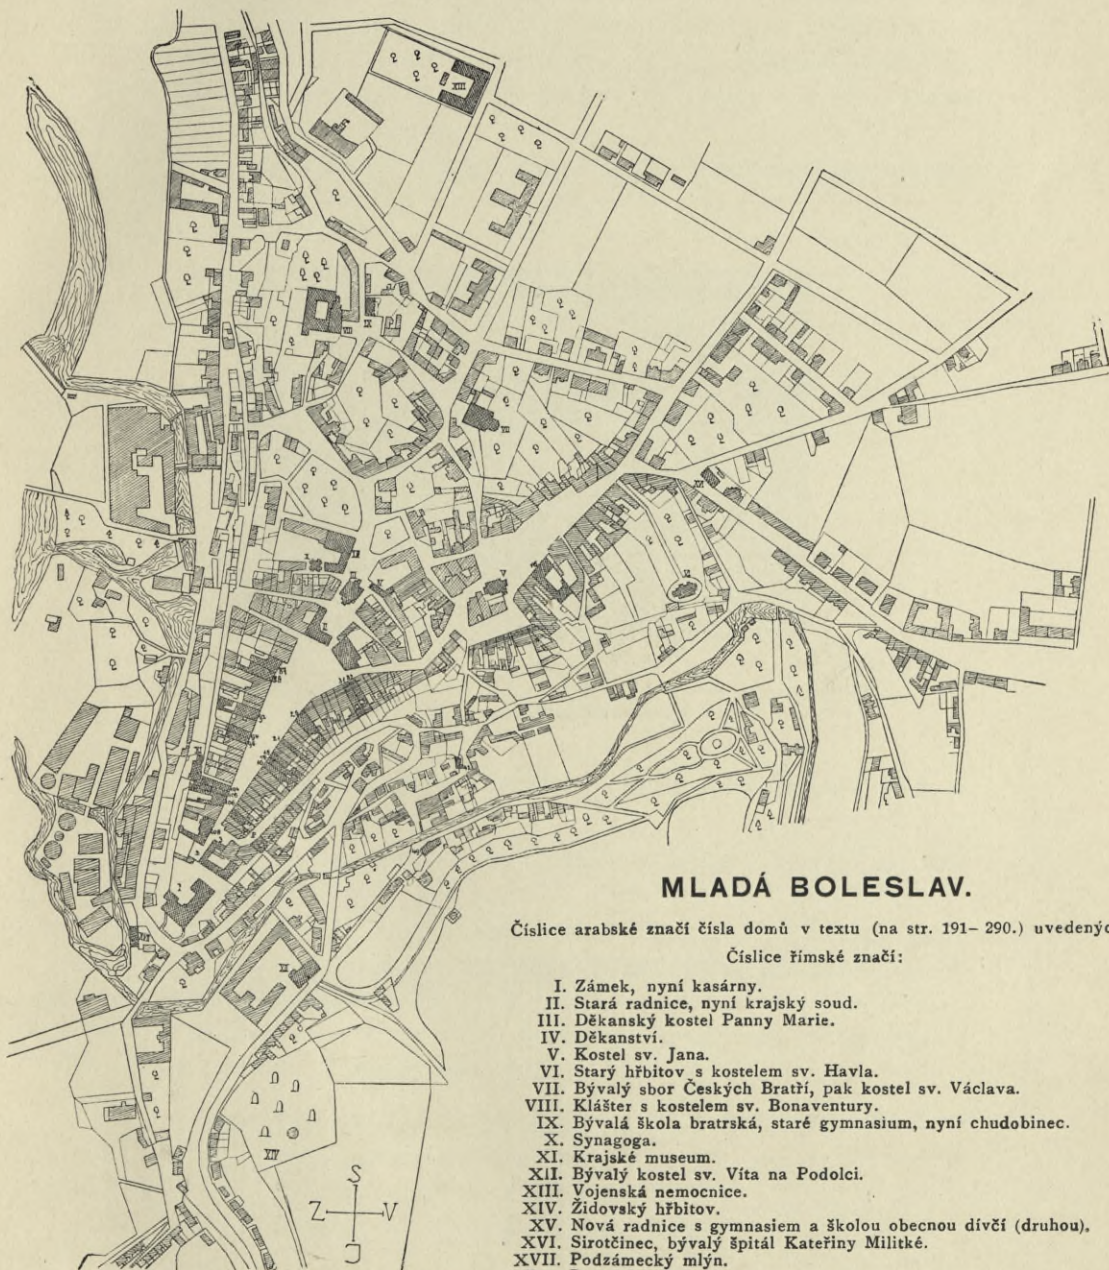 XIII
VII
IX
XIV
S
Z
V
J
MLADÁ BOLESLAV.
Číslice arabské značí čísla domů v textu (na str. 191– 290.) uvedenýc
Číslice římské značí:
I. Zámek, nyní kasárny.
II. Stará radnice, nyní krajský soud.
III. Děkanský kostel Panny Marie.
IV. Děkanství.
V. Kostel sv. Jana.
VI. Starý hřbitov s kostelem sv. Havla.
VII. Bývalý sbor Českých Bratří, pak kostel sv. Václava.
VIII. Klášter s kostelem sv. Bonaventury.
IX. Bývalá škola bratrská, staré gymnasium, nyní chudobinec.
X. Synagoga.
XI. Krajské museum.
XII. Bývalý kostel sv. Víta na Podolci.
XIII. Vojenská nemocnice.
XIV. Židovský hřbitov.
XV. Nová radnice s gymnasiem a školou obecnou dívčí (druhou).
XVI. Sirotčinec, bývalý špitál Kateřiny Militké.
XVII. Podzámecký mlýn.